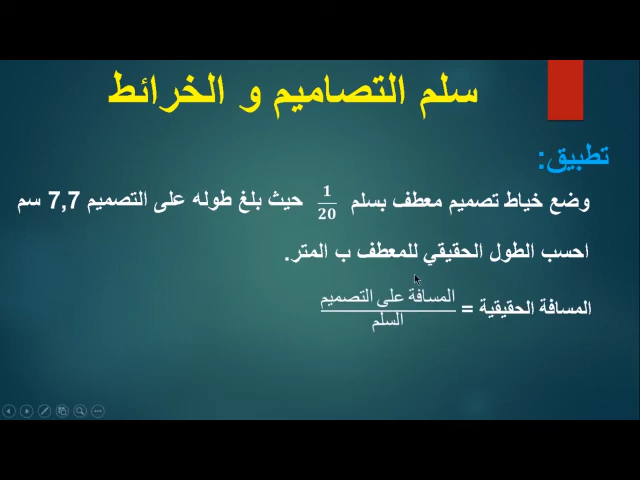 سلم التصاميم و الخرائط
تطبيق:
وضع خياط تصميم معطف بسلم 1/20 حيث بلغ طوله على التصميم 7,7 سم
احسب الطول الحقيقي للمعطف ب المتر.
المسافة الحقيقية = المسافة على التصميم / السلم